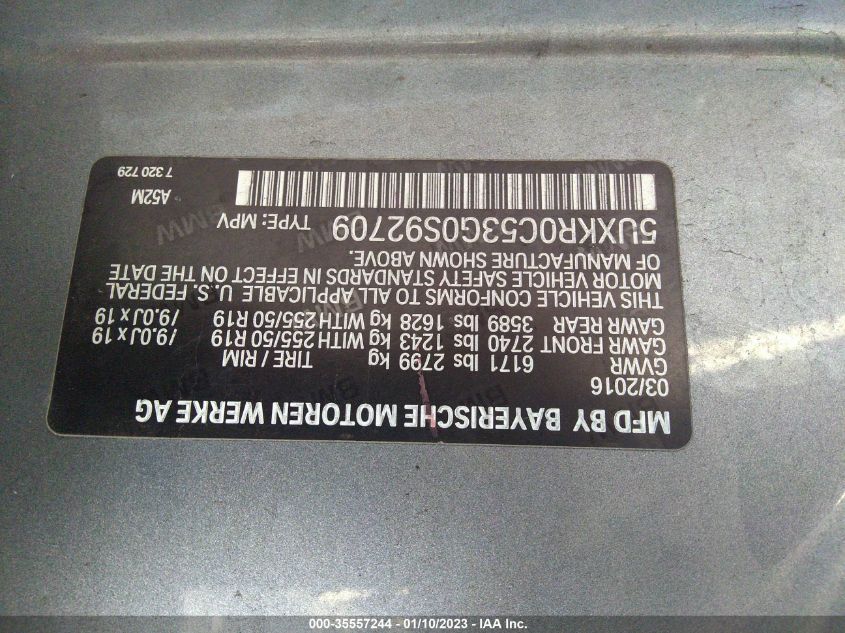 MFD BY BAYERISCHE MOTOREN WERKE AG
03/2016
GVWR 6171 lbs 2799 kg TIRE / RIM
GAWR FRONT 2740 lbs 1243 kg WITH 255/50 R19 /9.0J x 19
GAWR REAR 3589 lbs 1628 kg WITH 255/50 R19 /9.0J x 19
THIS VEHICLE CONFORMS TO ALL APPLICABLE U.S. FEDERAL
MOTOR VEHICLE SAFETY STANDARDS IN EFFECT ON THE DATE
OF MANUFACTURE SHOWN ABOVE.
5UXKR0C53G0S92709 TYPE: MPV
A52M
7 320 729
000-35557244 - 01/10/2023 - IAA Inc.